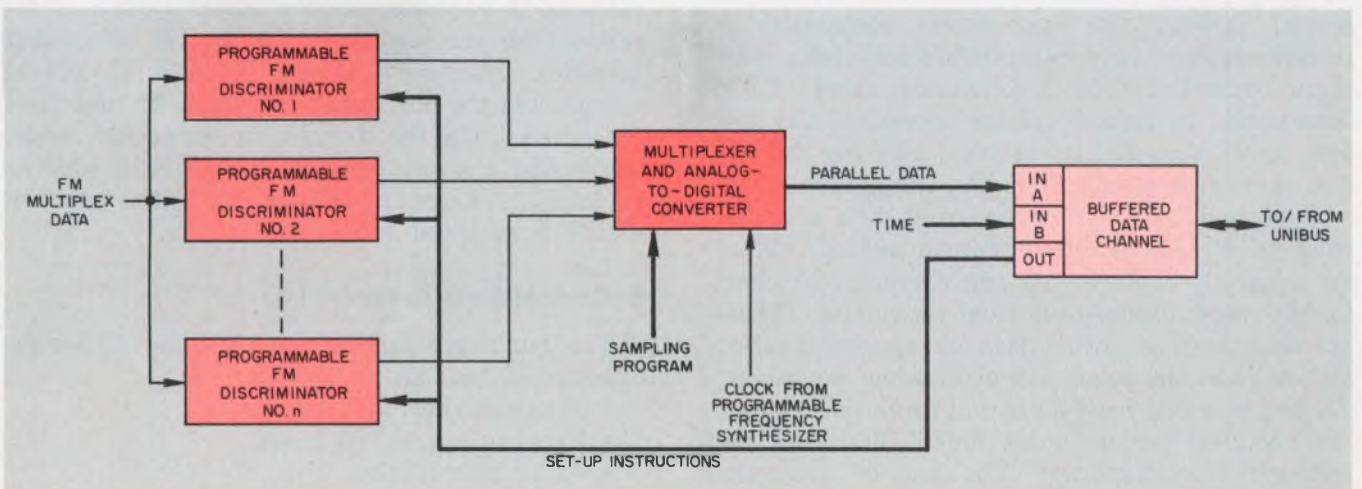 PROGRAMMABLE
FM
DISCRIMINATOR
NO. 1
PROGRAMMABLE
FM
DISCRIMINATOR
NO. 2
PROGRAMMABLE
FM
DISCRIMINATOR
NO. n
FM
MULTIPLEX
DATA
MULTIPLEXER
AND ANALOG-
TO-DIGITAL
CONVERTER
SAMPLING
PROGRAM
CLOCK FROM
PROGRAMMABLE
FREQUENCY
SYNTHESIZER
PARALLEL DATA
TIME
IN
A
IN
B
OUT
BUFFERED
DATA
CHANNEL
TO/FROM
UNIBUS
SET-UP INSTRUCTIONS